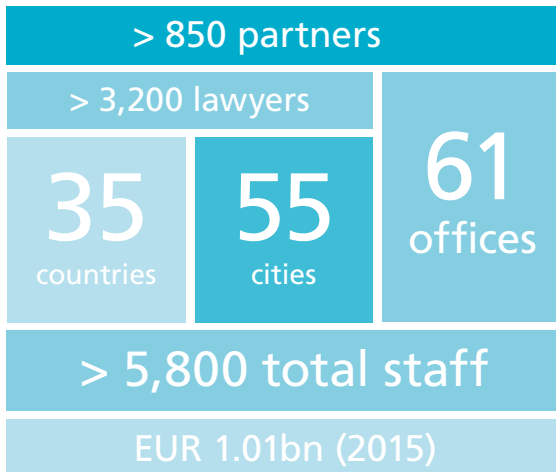 > 850 partners
> 3,200 lawyers
61
offices
35
countries
55
cities
> 5,800 total staff
EUR 1.01bn (2015)